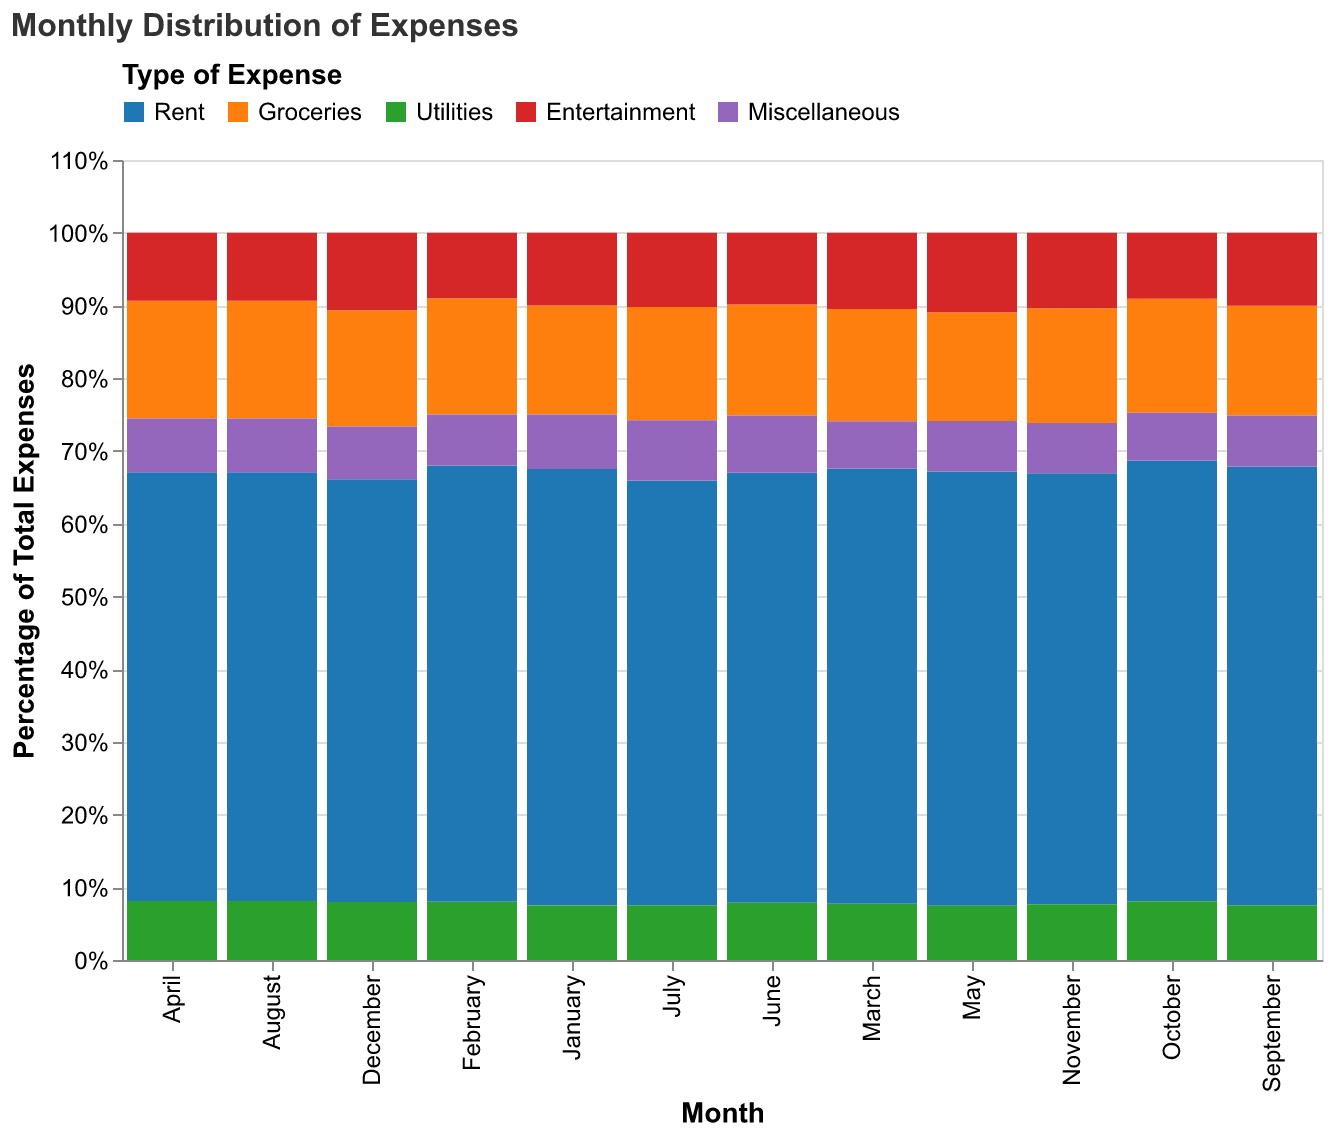 Monthly Distribution of Expenses
Type of Expense
Rent Groceries Utilities Entertainment Miscellaneous
110%
100%
90%
80%
70%
60%
50%
40%
30%
20%
10%
0%
Percentage of Total Expenses
April August December February January July June March May November October September
Month